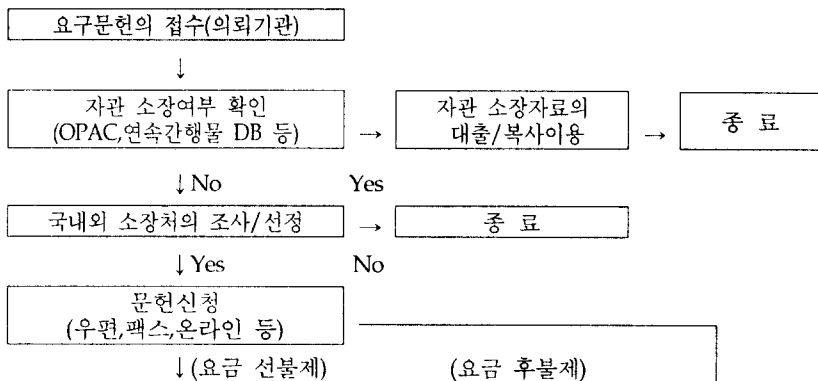 요구문헌의 접수(의뢰기관)
↓
자관 소장여부 확인
(OPAC,연속간행물 DB 등)
→
자관 소장자료의
대출/복사이용
→
종 료
↓ No Yes
국내외 소장처의 조사/선정 → 종 료
↓ Yes No
문헌신청
(우편,팩스,온라인 등)
↓ (요금 선불제) (요금 후불제)